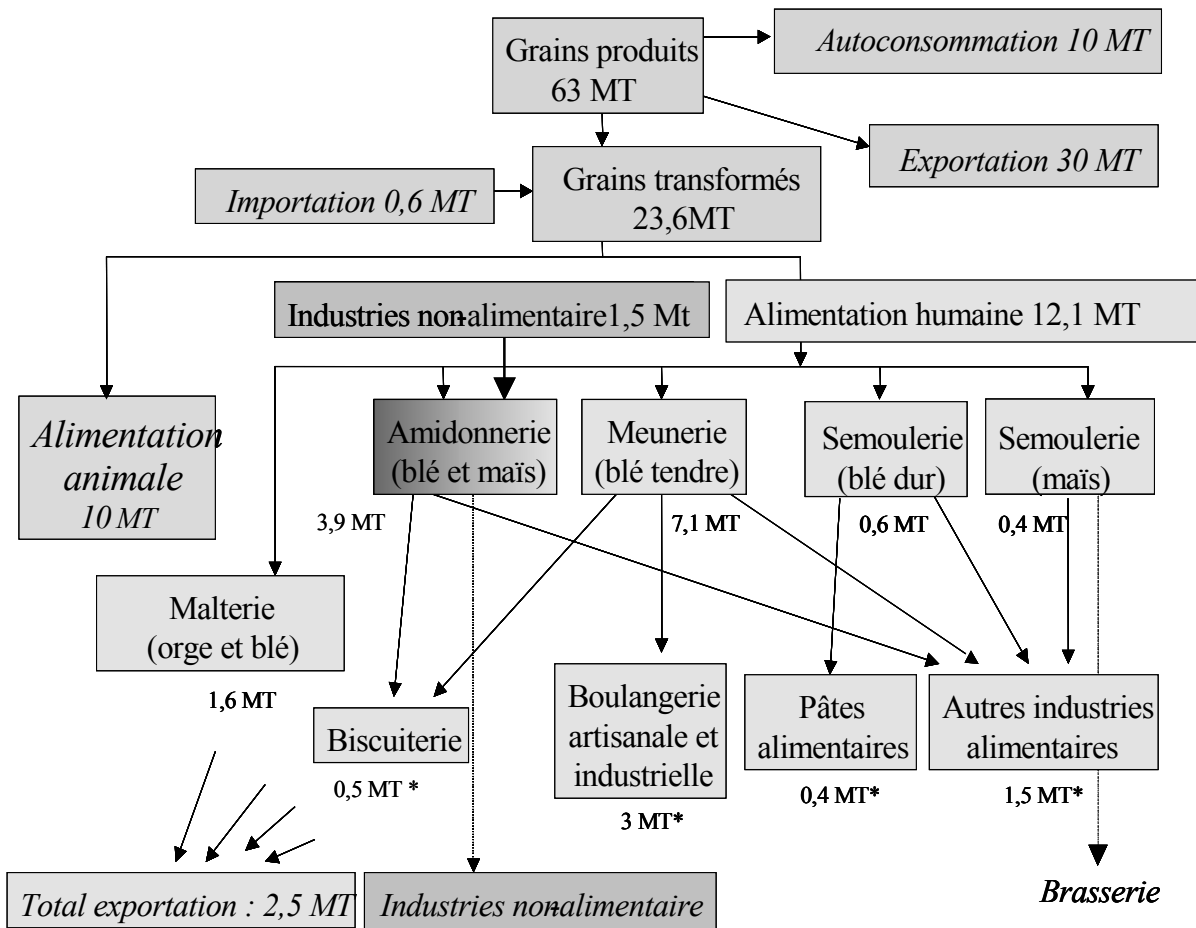 Grains produits
63 MT
Autoconsommation 10 MT
Exportation 30 MT
Importation 0,6 MT
Grains transformés
23,6MT
Industries non-alimentaire1,5 Mt
Alimentation humaine 12,1 MT
Alimentation
animale
10 MT
Amidonnerie
(blé et maïs)
Meunerie
(blé tendre)
Semoulerie
(blé dur)
Semoulerie
(maïs)
3,9 MT
7,1 MT
0,6 MT
0,4 MT
Malterie
(orge et blé)
1,6 MT
Biscuiterie
0,5 MT *
Boulangerie
artisanale et
industrielle
3 MT*
Pâtes
alimentaires
0,4 MT*
Autres industries
alimentaires
1,5 MT*
Total exportation : 2,5 MT
Industries non-alimentaire
Brasserie